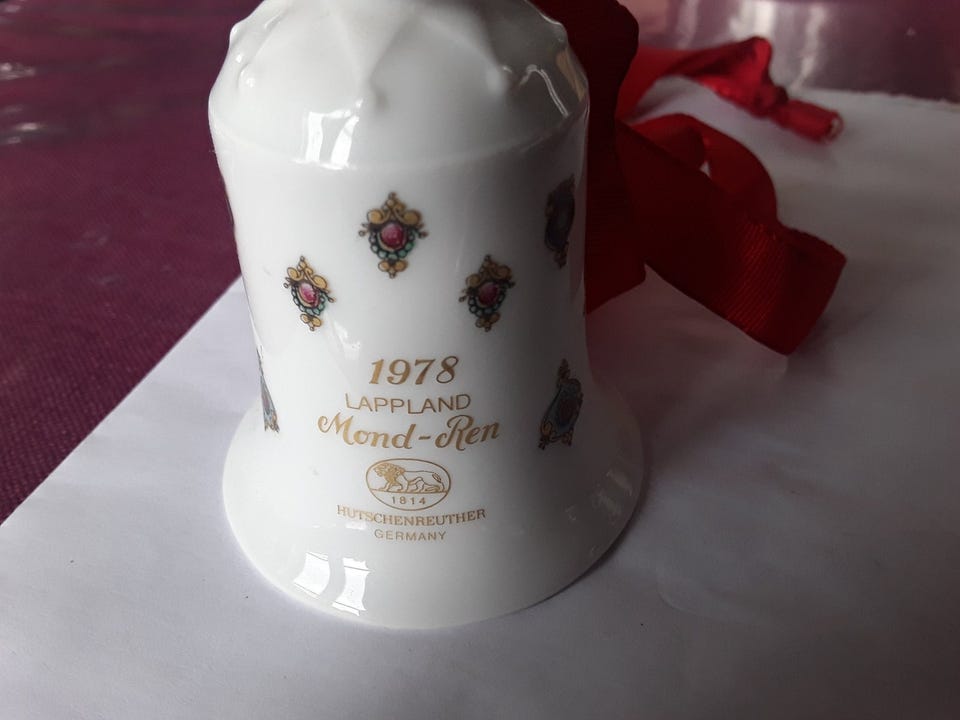 1978
LAPPLAND
Mond-Ren
1814
HUTSCHENREUTHER
GERMANY